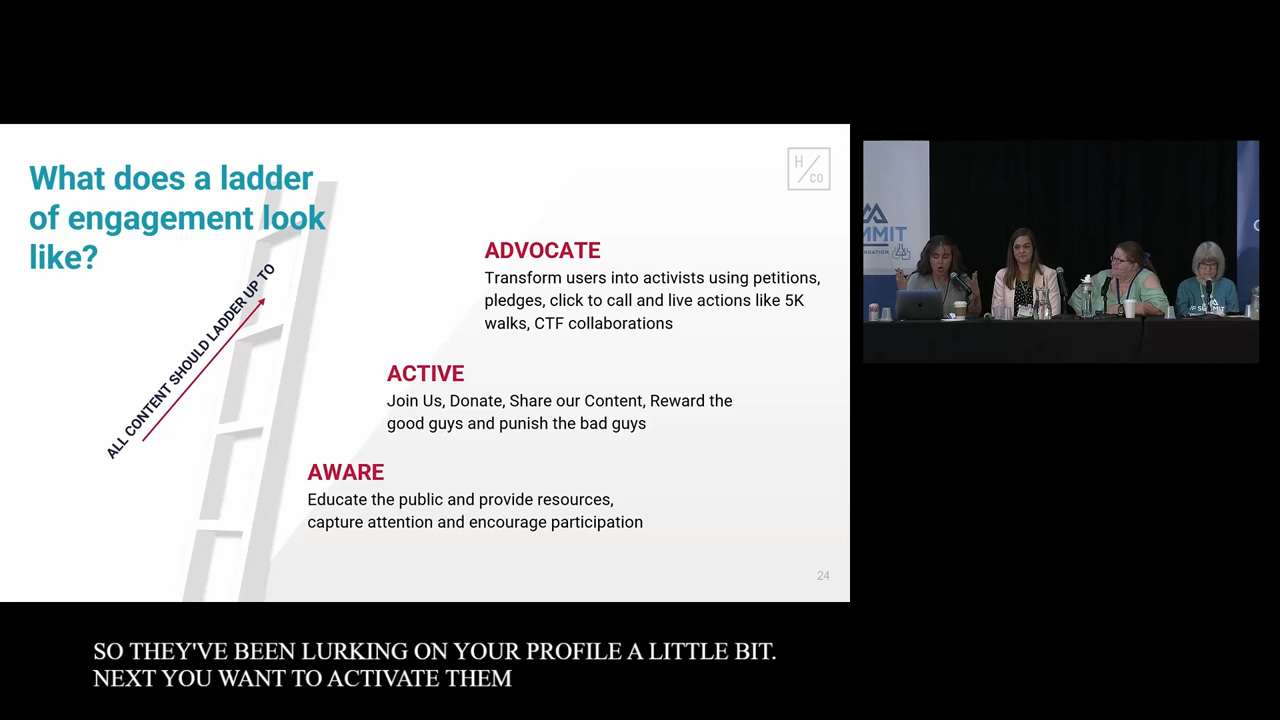 What does a ladder
of engagement look
like?
H
CO
ALL CONTENT SHOULD LADDER UP TO
ADVOCATE
Transform users into activists using petitions,
pledges, click to call and live actions like 5K
walks, CTF collaborations
ACTIVE
Join Us, Donate, Share our Content, Reward the
good guys and punish the bad guys
AWARE
Educate the public and provide resources,
capture attention and encourage participation
24
SO THEY'VE BEEN LURKING ON YOUR PROFILE A LITTLE BIT.
NEXT YOU WANT TO ACTIVATE THEM